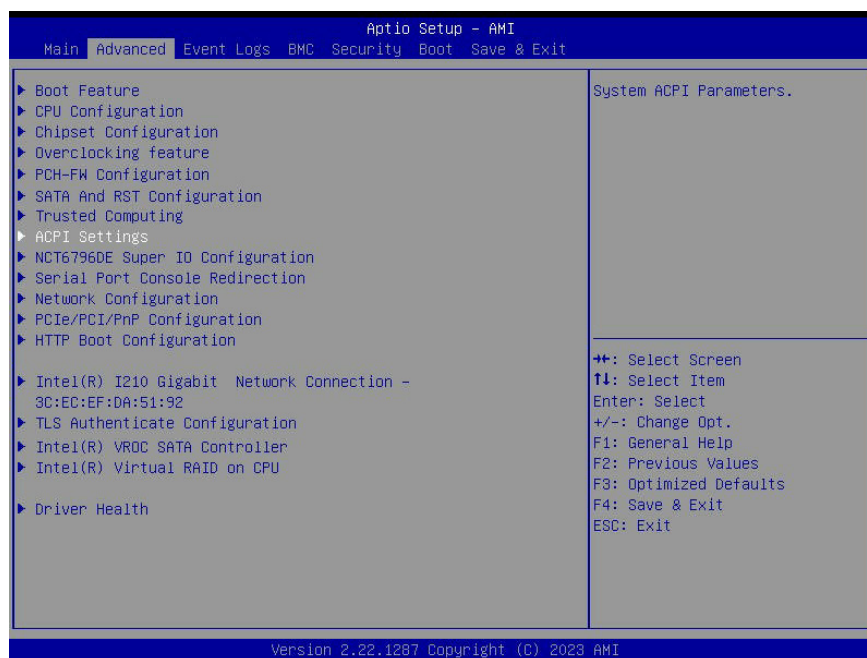 Aptio Setup – AMI
Main Advanced Event Logs BMC Security Boot Save & Exit
▶ Boot Feature
▶ CPU Configuration
▶ Chipset Configuration
▶ Overclocking feature
▶ PCH-FW Configuration
▶ SATA And RST Configuration
▶ Trusted Computing
▶ ACPI Settings
▶ NCT6796DE Super IO Configuration
▶ Serial Port Console Redirection
▶ Network Configuration
▶ PCIe/PCI/PnP Configuration
▶ HTTP Boot Configuration
▶ Intel(R) I210 Gigabit  Network Connection –
3C:EC:EF:DA:51:92
▶ TLS Authenticate Configuration
▶ Intel(R) VROC SATA Controller
▶ Intel(R) Virtual RAID on CPU
▶ Driver Health
System ACPI Parameters.
→←: Select Screen
↑↓: Select Item
Enter: Select
+/-: Change Opt.
F1: General Help
F2: Previous Values
F3: Optimized Defaults
F4: Save & Exit
ESC: Exit
Version 2.22.1287 Copyright (C) 2023 AMI